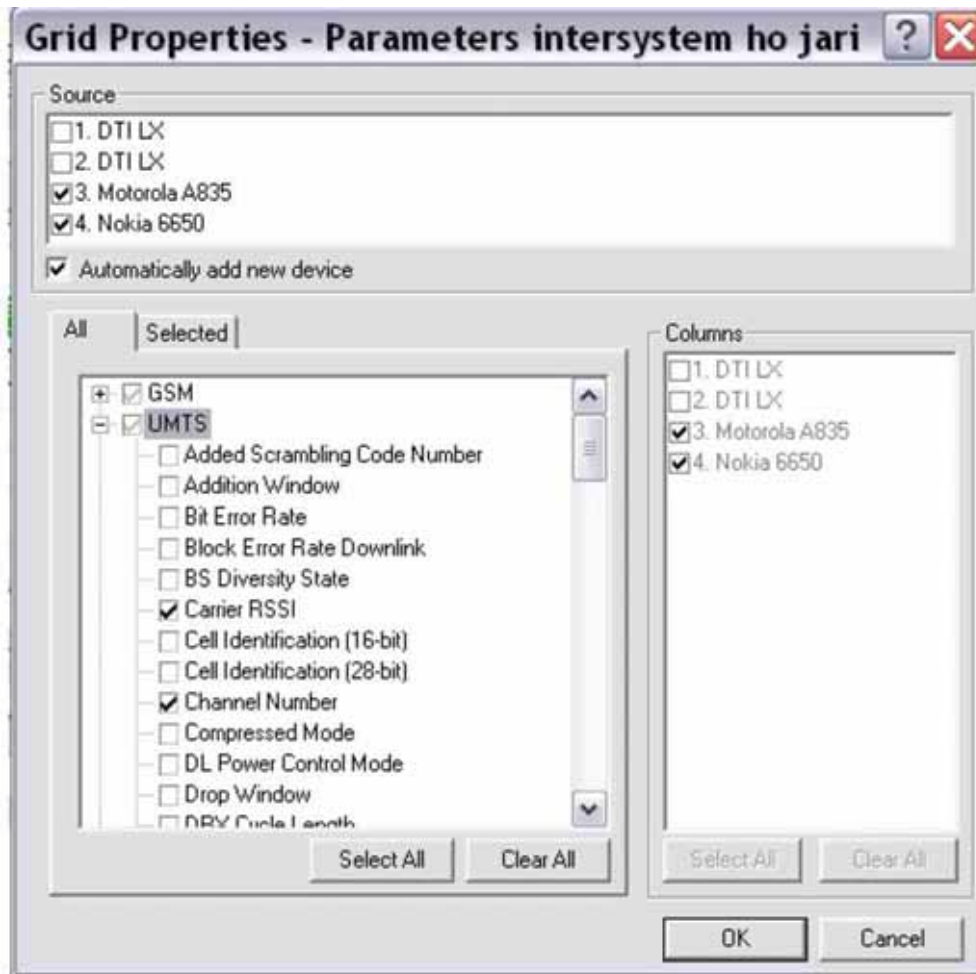 Grid Properties - Parameters intersystem ho jari
Source
1. DTI LX
2. DTI LX
3. Motorola A835
4. Nokia 6650
Automatically add new device
All
Selected
GSM
UMTS
Added Scrambling Code Number
Addition Window
Bit Error Rate
Block Error Rate Downlink
BS Diversity State
Carrier RSSI
Cell Identification (16-bit)
Cell Identification (28-bit)
Channel Number
Compressed Mode
DL Power Control Mode
Drop Window
DRX Cycle Length
Select All
Clear All
Columns
1. DTI LX
2. DTI LX
3. Motorola A835
4. Nokia 6650
Select All
Clear All
OK
Cancel